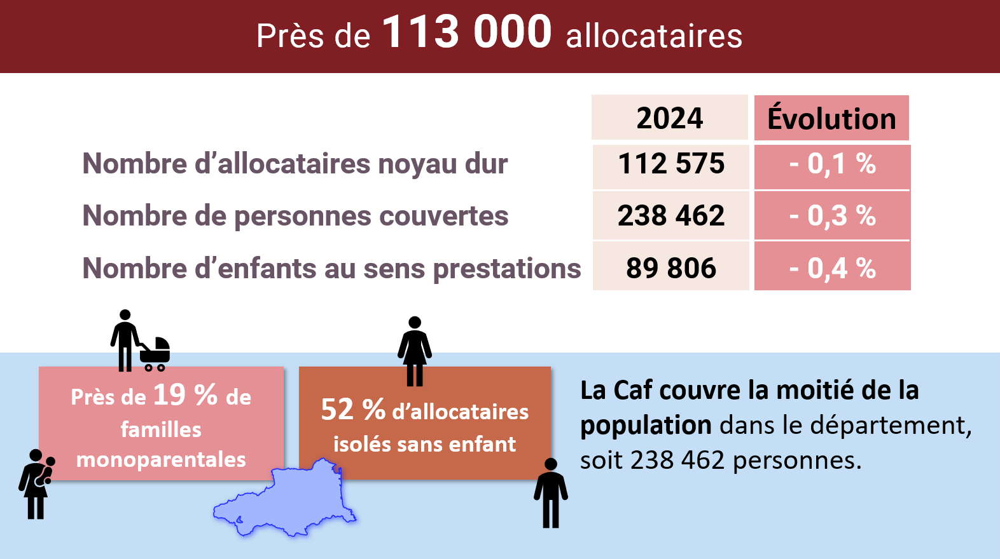 Près de 113 000 allocataires
2024 Évolution
Nombre d’allocataires noyau dur 112 575 - 0,1 %
Nombre de personnes couvertes 238 462 - 0,3 %
Nombre d’enfants au sens prestations 89 806 - 0,4 %
Près de 19 % de
familles
monoparentales
52 % d’allocataires
isolés sans enfant
La Caf couvre la moitié de la
population dans le département,
soit 238 462 personnes.